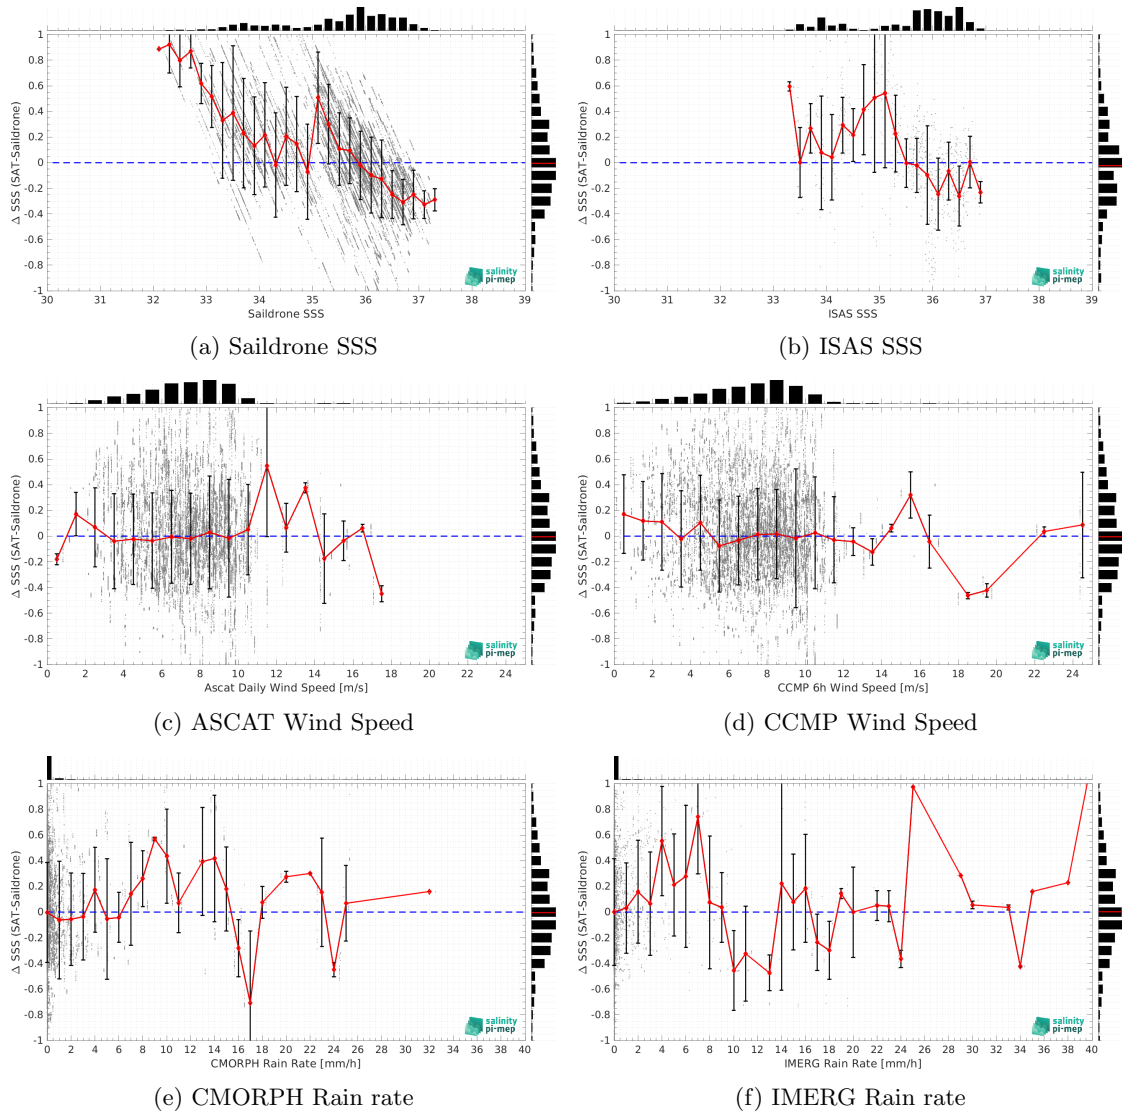 1
0.8
0.6
0.4
0.2
0
-0.2
-0.4
-0.6
-0.8
-1
Δ SSS (SAT-Saildrone)
30 31 32 33 34 35 36 37 38 39
Saildrone SSS
salinity
pi-mep
(a) Saildrone SSS
1
0.8
0.6
0.4
0.2
0
-0.2
-0.4
-0.6
-0.8
-1
Δ SSS (SAT-Saildrone)
30 31 32 33 34 35 36 37 38 39
ISAS SSS
salinity
pi-mep
(b) ISAS SSS
1
0.8
0.6
0.4
0.2
0
-0.2
-0.4
-0.6
-0.8
-1
Δ SSS (SAT-Saildrone)
0 2 4 6 8 10 12 14 16 18 20 22 24
Ascat Daily Wind Speed [m/s]
salinity
pi-mep
(c) ASCAT Wind Speed
1
0.8
0.6
0.4
0.2
0
-0.2
-0.4
-0.6
-0.8
-1
Δ SSS (SAT-Saildrone)
0 2 4 6 8 10 12 14 16 18 20 22 24
CCMP 6h Wind Speed [m/s]
salinity
pi-mep
(d) CCMP Wind Speed
1
0.8
0.6
0.4
0.2
0
-0.2
-0.4
-0.6
-0.8
-1
Δ SSS (SAT-Saildrone)
0 2 4 6 8 10 12 14 16 18 20 22 24 26 28 30 32 34 36 38 40
CMORPH Rain Rate [mm/h]
salinity
pi-mep
(e) CMORPH Rain rate
1
0.8
0.6
0.4
0.2
0
-0.2
-0.4
-0.6
-0.8
-1
Δ SSS (SAT-Saildrone)
0 2 4 6 8 10 12 14 16 18 20 22 24 26 28 30 32 34 36 38 40
IMERG Rain Rate [mm/h]
salinity
pi-mep
(f) IMERG Rain rate